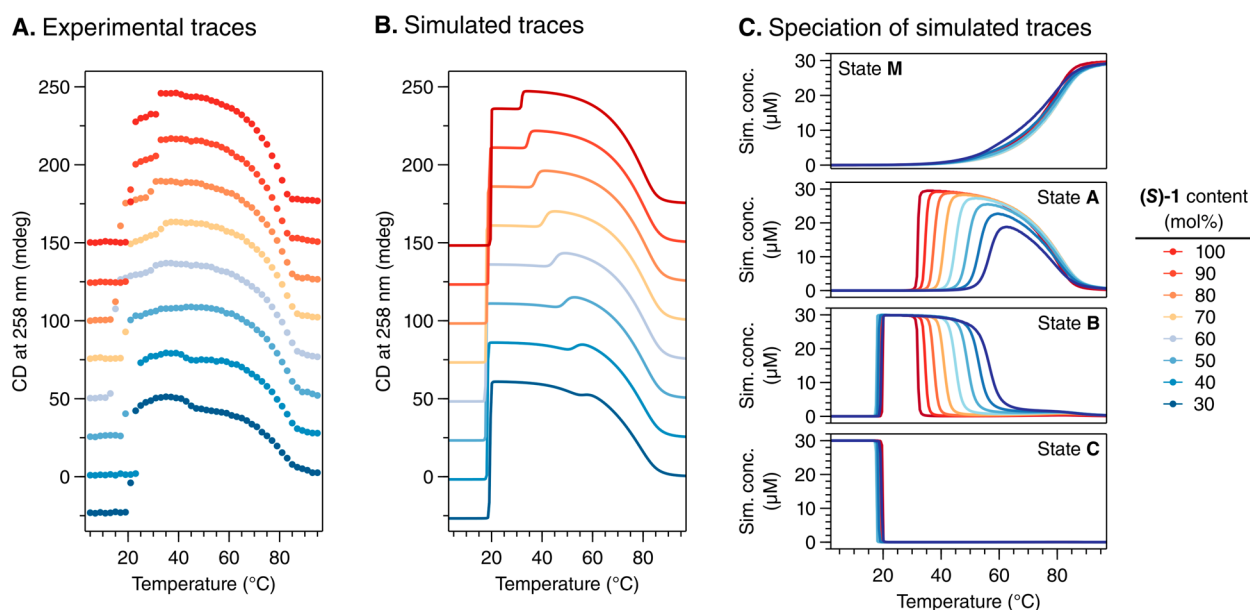 A. Experimental traces
B. Simulated traces
C. Speciation of simulated traces
CD at 258 nm (mdeg)
250
200
150
100
50
0
20
40
60
80
Temperature (°C)
CD at 258 nm (mdeg)
250
200
150
100
50
0
20
40
60
80
Temperature (°C)
Sim. conc.
(µM)
30
20
10
0
State M
Sim. conc.
(µM)
30
20
10
0
State A
Sim. conc.
(µM)
30
20
10
0
State B
Sim. conc.
(µM)
30
20
10
0
State C
20
40
60
80
Temperature (°C)
(S)-1 content
(mol%)
100
90
80
70
60
50
40
30